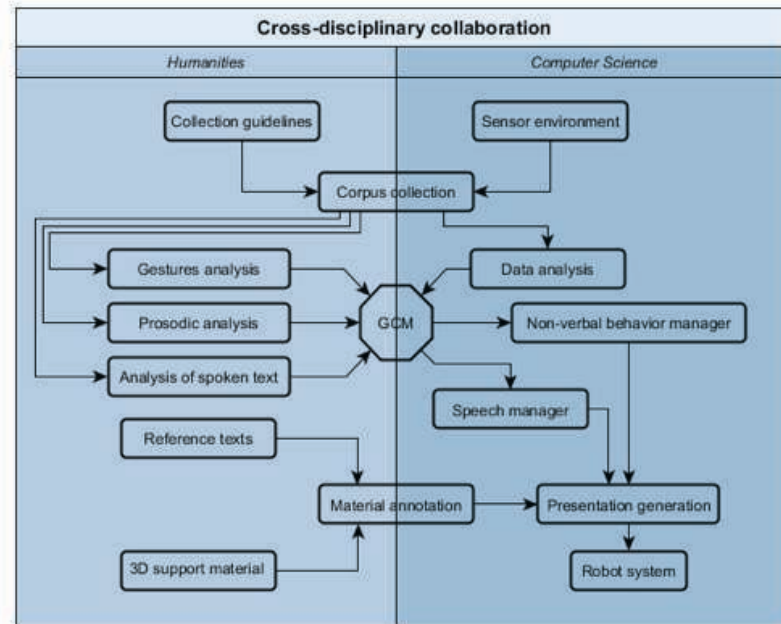 Cross-disciplinary collaboration
Humanities
Computer Science
Collection guidelines
Sensor environment
Corpus collection
Gestures analysis
Data analysis
Prosodic analysis
GCM
Non-verbal behavior manager
Analysis of spoken text
Speech manager
Reference texts
Material annotation
Presentation generation
3D support material
Robot system